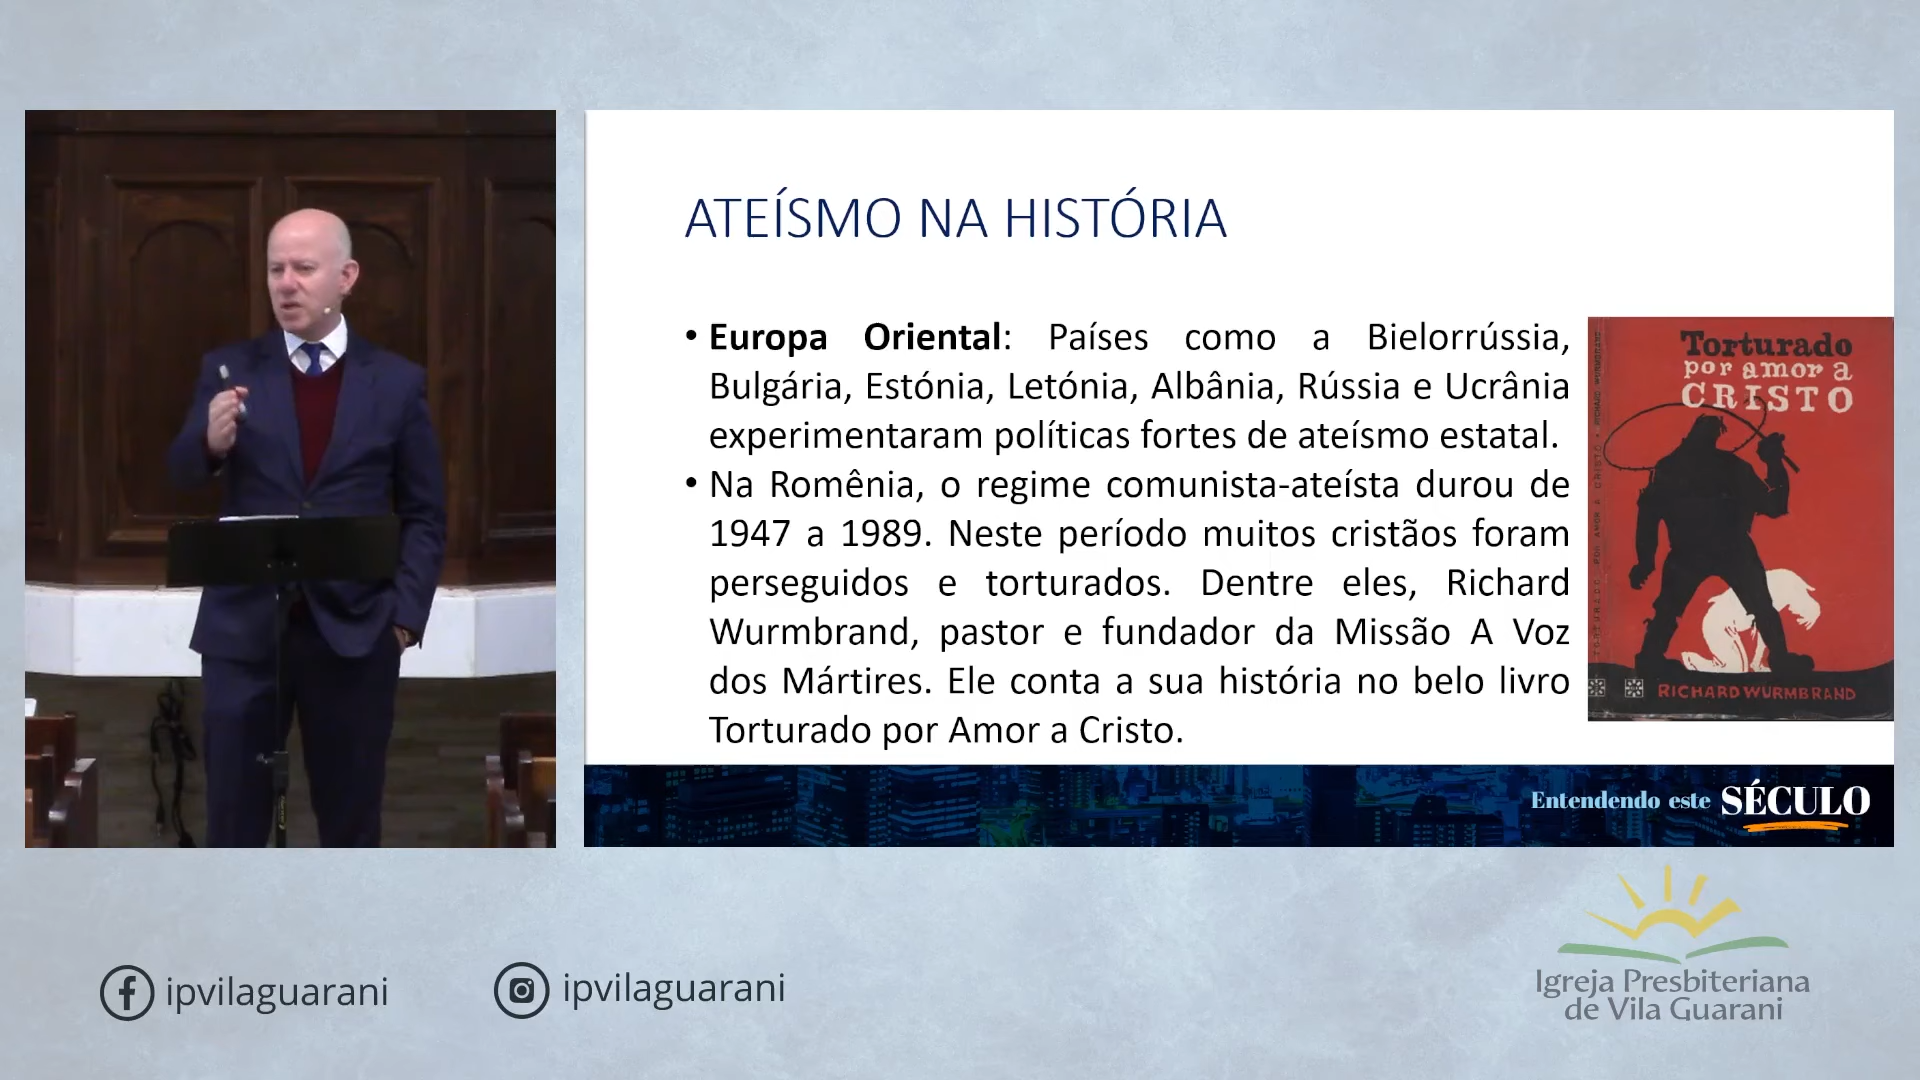 ATEÍSMO NA HISTÓRIA
• Europa Oriental: Países como a Bielorrússia,
Bulgária, Estónia, Letónia, Albânia, Rússia e Ucrânia
experimentaram políticas fortes de ateísmo estatal.
• Na Romênia, o regime comunista-ateísta durou de
1947 a 1989. Neste período muitos cristãos foram
perseguidos e torturados. Dentre eles, Richard
Wurmbrand, pastor e fundador da Missão A Voz
dos Mártires. Ele conta a sua história no belo livro
Torturado por Amor a Cristo.
Torturado
por amor a
CRISTO
RICHARD WURMBRAND
Entendendo este SÉCULO
ipvilaguarani
ipvilaguarani
Igreja Presbiteriana
de Vila Guarani